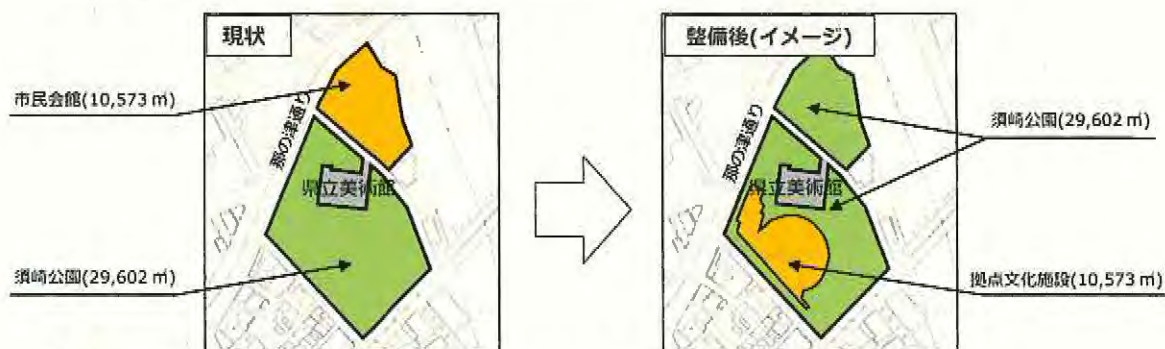 現状
市民会館(10,573㎡)
那の津通り
県立美術館
須崎公園(29,602㎡)
整備後(イメージ)
須崎公園(29,602㎡)
那の津通り
県立美術館
拠点文化施設(10,573㎡)